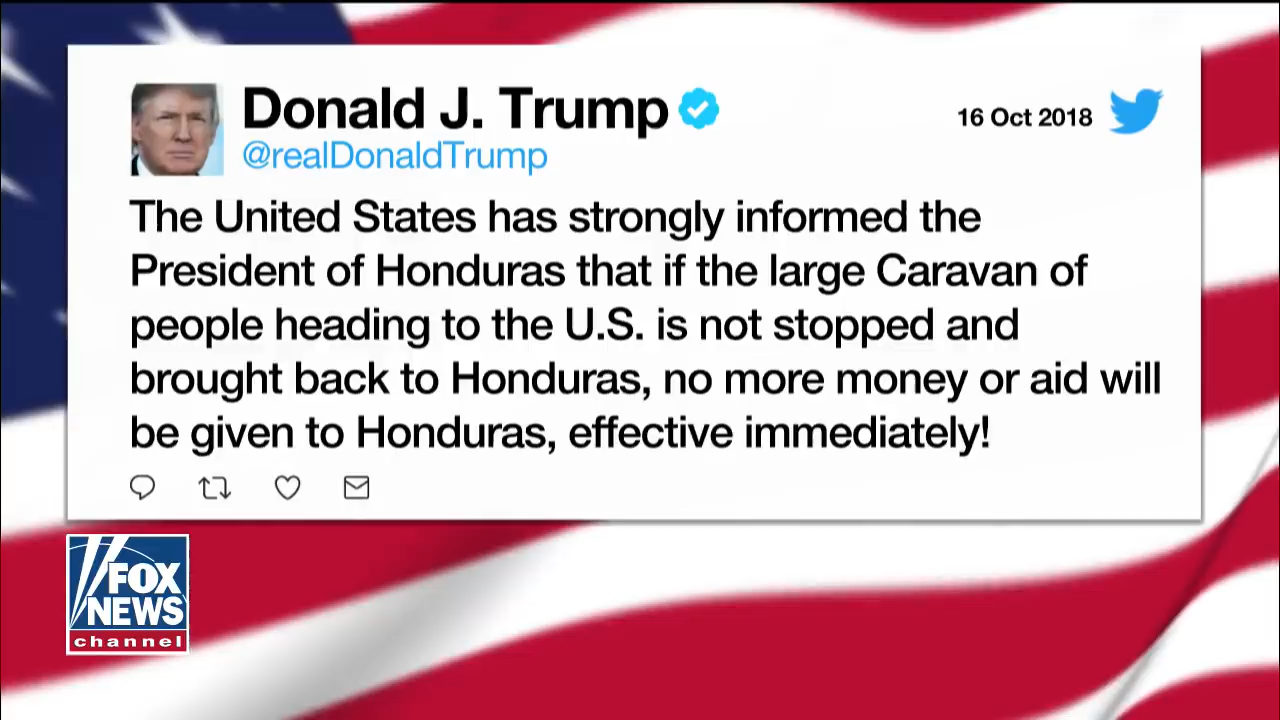 Donald J. Trump
@realDonaldTrump
16 Oct 2018
The United States has strongly informed the
President of Honduras that if the large Caravan of
people heading to the U.S. is not stopped and
brought back to Honduras, no more money or aid will
be given to Honduras, effective immediately!
FOX
NEWS
channel